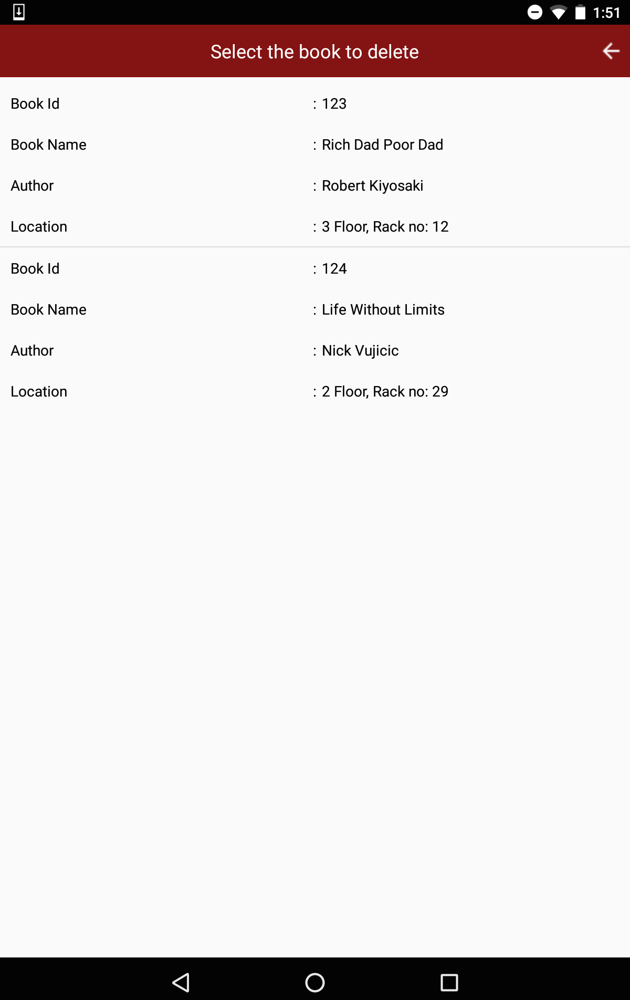 1:51
Select the book to delete
Book Id : 123
Book Name : Rich Dad Poor Dad
Author : Robert Kiyosaki
Location : 3 Floor, Rack no: 12
Book Id : 124
Book Name : Life Without Limits
Author : Nick Vujicic
Location : 2 Floor, Rack no: 29